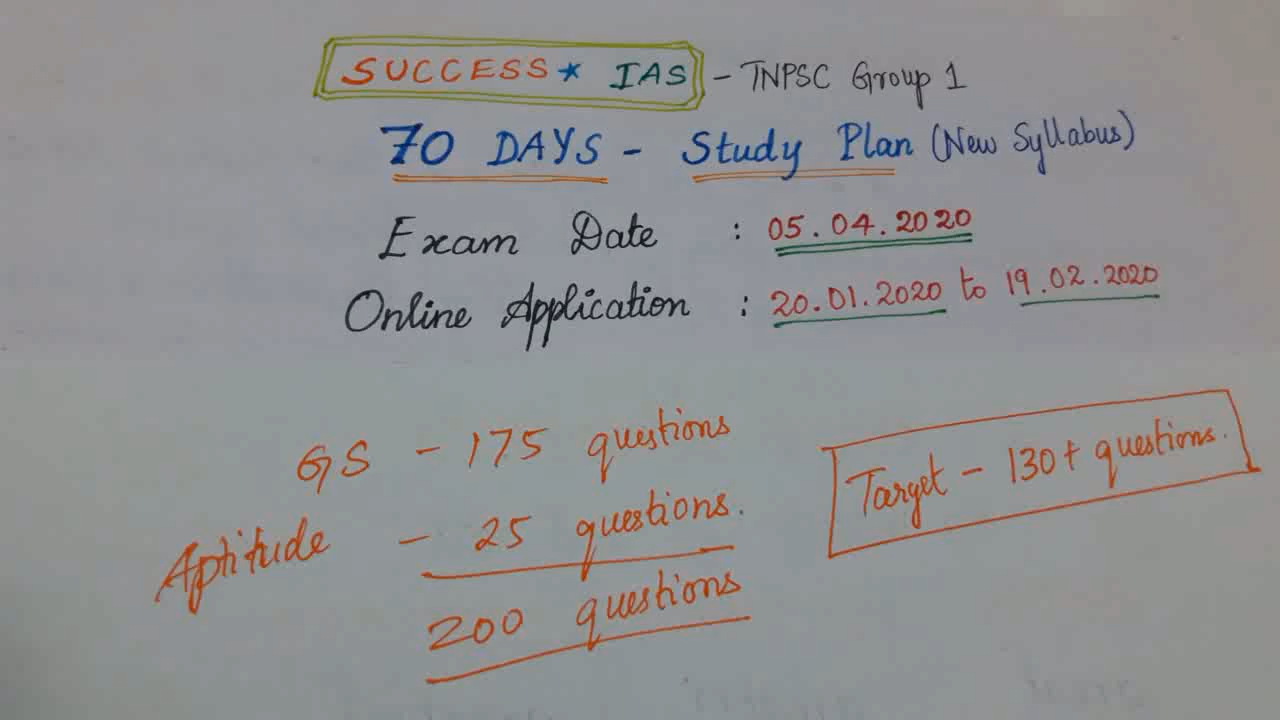 SUCCESS★ IAS - TNPSC Group 1
70 DAYS - Study Plan (New Syllabus)
Exam Date : 05.04.2020
Online Application : 20.01.2020 to 19.02.2020
GS - 175 questions
Aptitude - 25 questions.
200 questions
Target - 130+ questions.